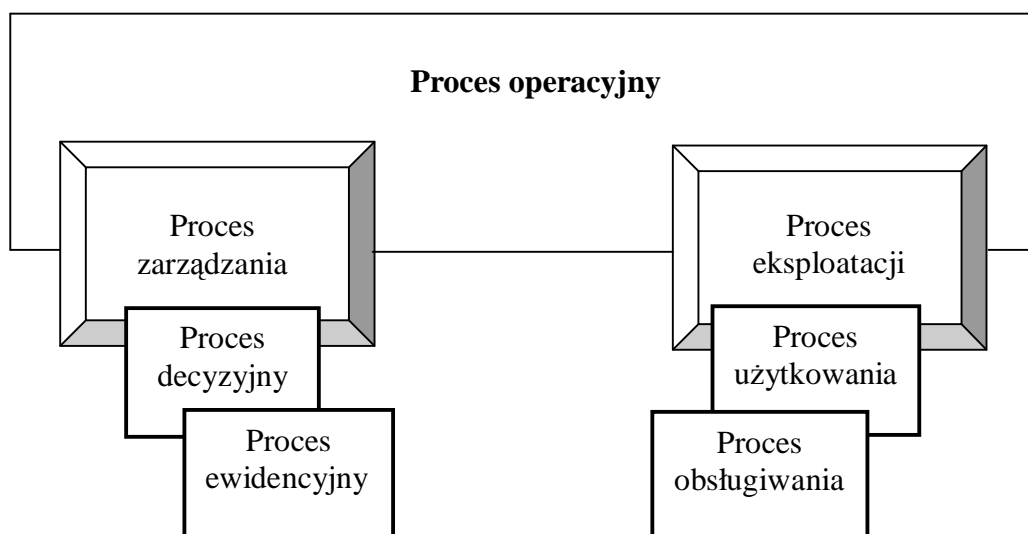 Proces operacyjny
Proces
zarządzania
Proces
decyzyjny
Proces
ewidencyjny
Proces
eksploatacji
Proces
użytkowania
Proces
obsługiwania